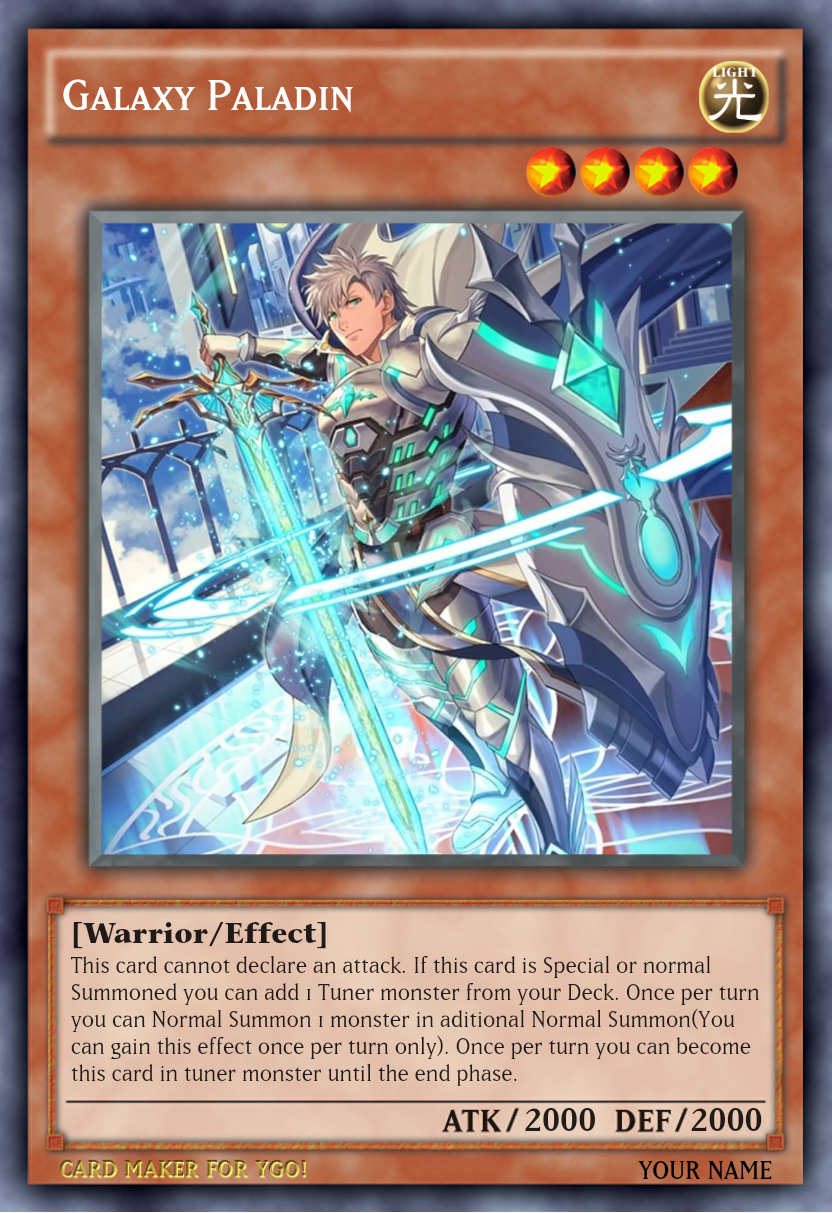 Galaxy Paladin
LIGHT
光
[Warrior/Effect]
This card cannot declare an attack. If this card is Special or normal
Summoned you can add 1 Tuner monster from your Deck. Once per turn
you can Normal Summon 1 monster in aditional Normal Summon(You
can gain this effect once per turn only). Once per turn you can become
this card in tuner monster until the end phase.
ATK/2000 DEF/2000
CARD MAKER FOR YGO! YOUR NAME